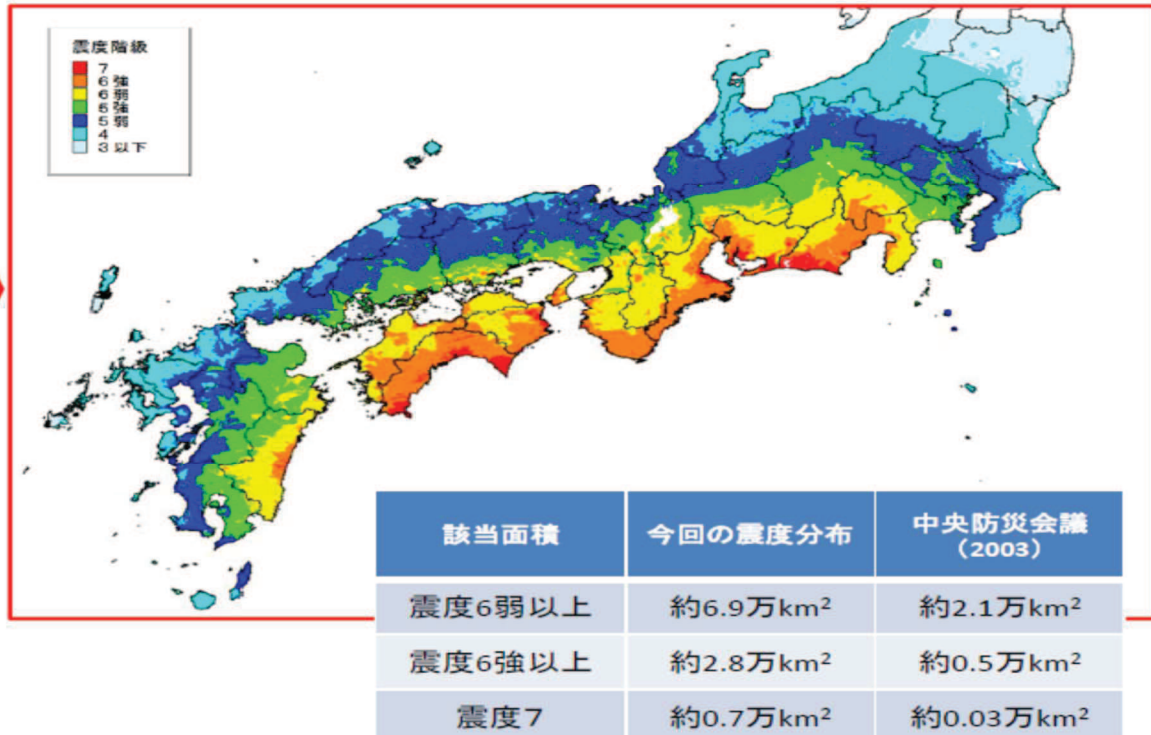 震度階級
7
6強
6弱
5強
5弱
4
3以下
該当面積 今回の震度分布 中央防災会議
（2003）
震度6弱以上 約6.9万km² 約2.1万km²
震度6強以上 約2.8万km² 約0.5万km²
震度7 約0.7万km² 約0.03万km²